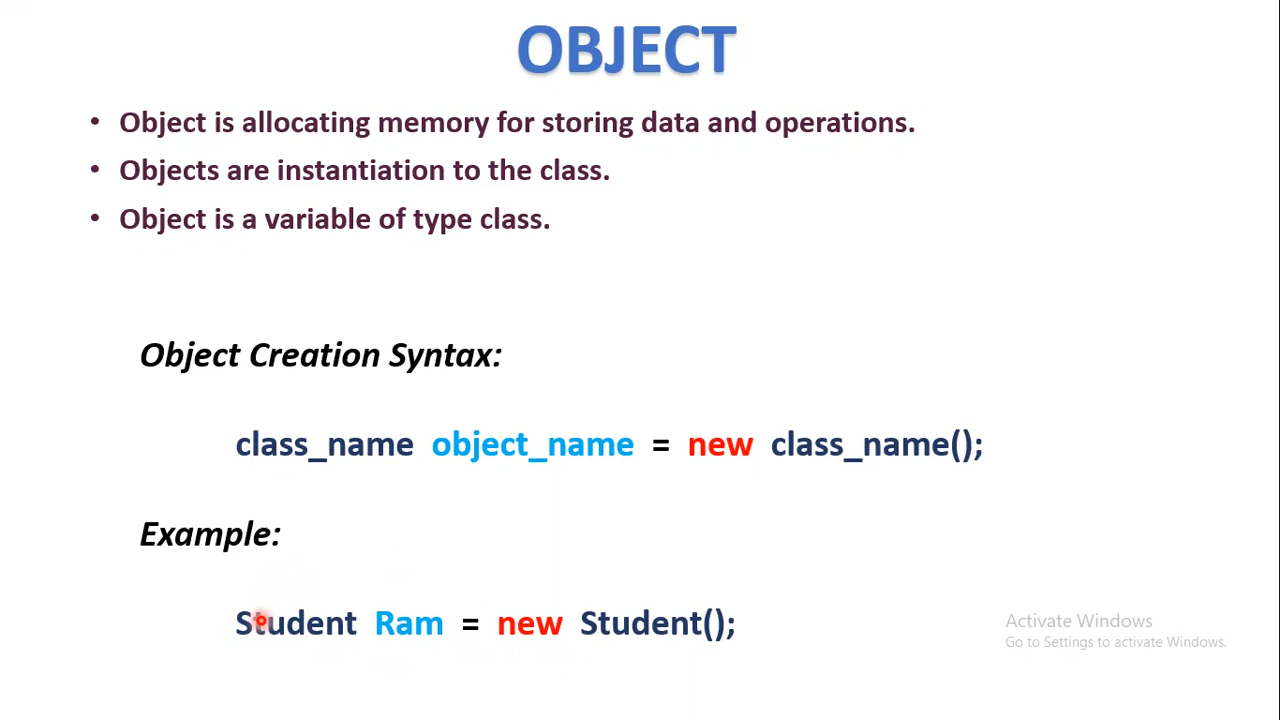 OBJECT
• Object is allocating memory for storing data and operations.
• Objects are instantiation to the class.
• Object is a variable of type class.
Object Creation Syntax:
class_name object_name = new class_name();
Example:
Student Ram = new Student();
Activate Windows
Go to Settings to activate Windows.